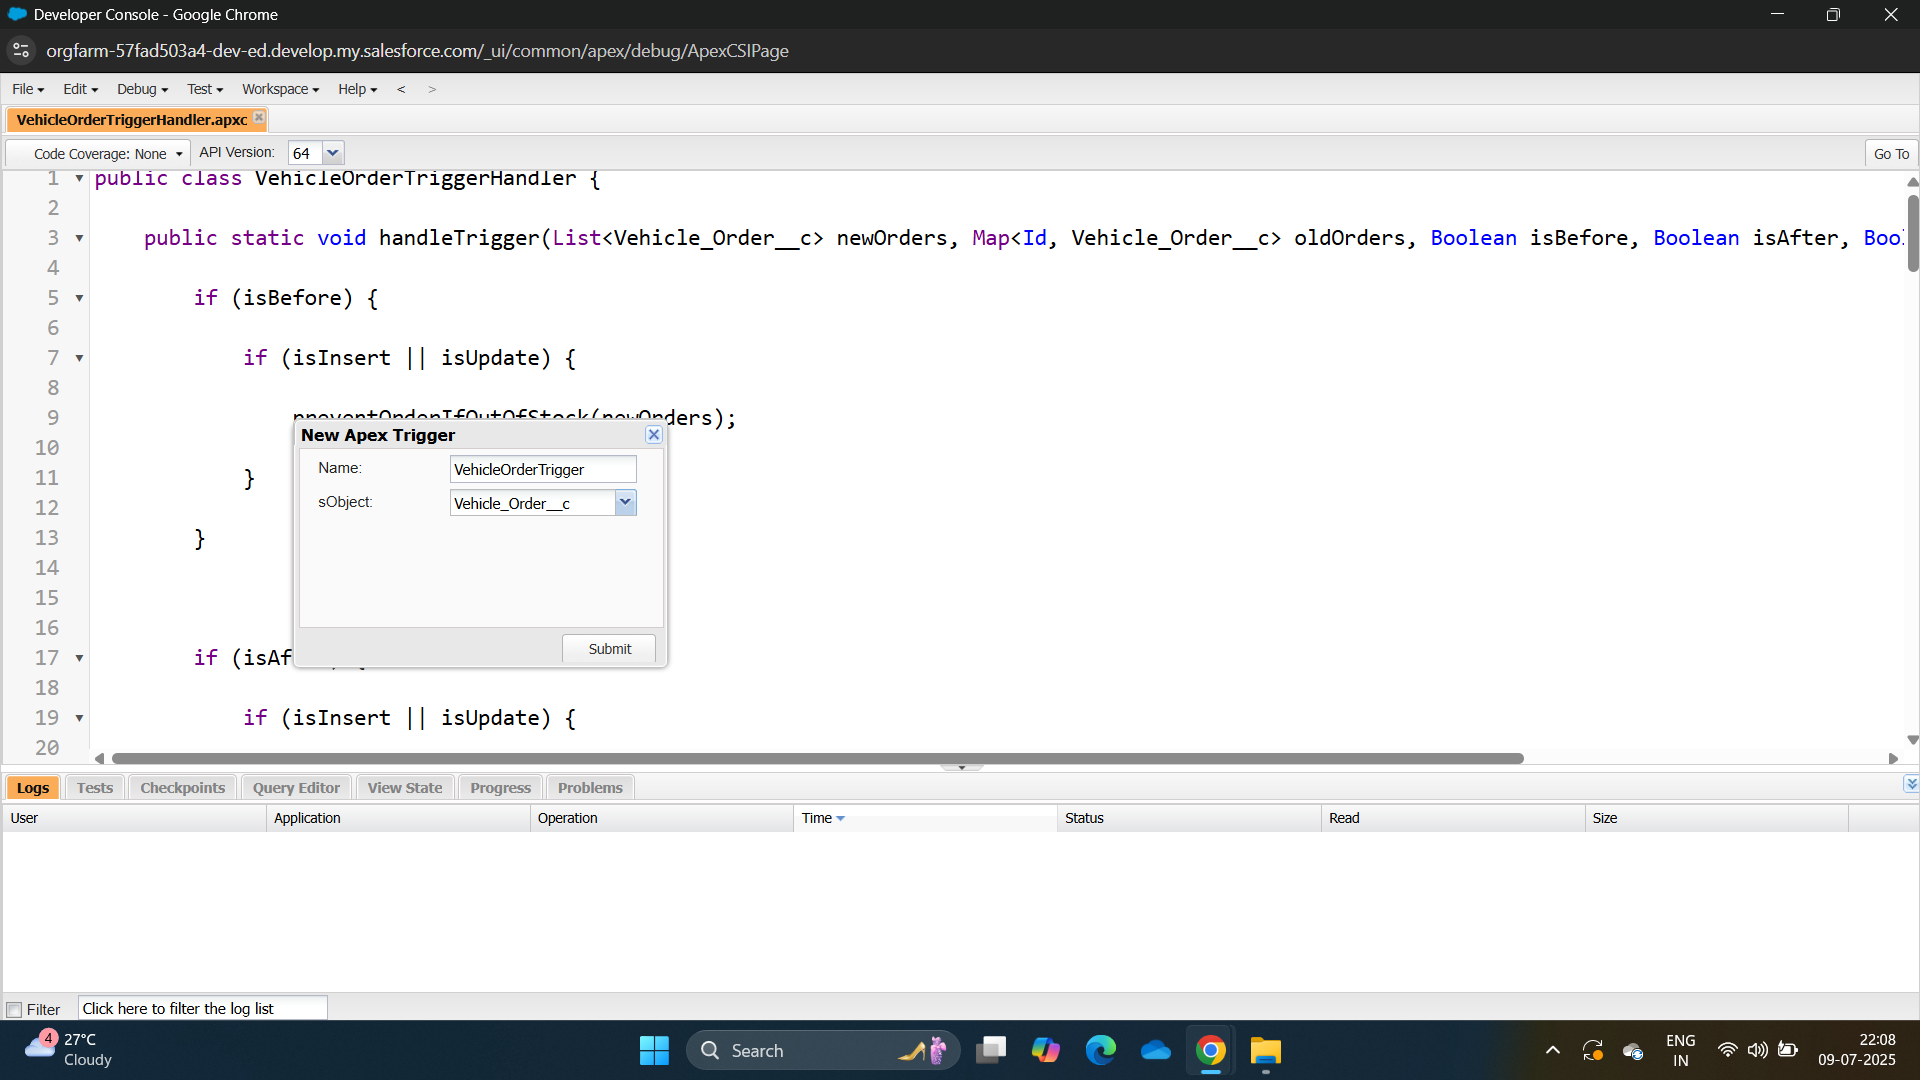 Developer Console - Google Chrome
orgfarm-57fad503a4-dev-ed.develop.my.salesforce.com/_ui/common/apex/debug/ApexCSIPage
File Edit Debug Test Workspace Help < >
VehicleOrderTriggerHandler.apxc
Code Coverage: None API Version: 64 Go To
1 public class VehicleOrderTriggerHandler {
2
3 public static void handleTrigger(List<Vehicle_Order__c> newOrders, Map<Id, Vehicle_Order__c> oldOrders, Boolean isBefore, Boolean isAfter, Bool
4
5 if (isBefore) {
6
7 if (isInsert || isUpdate) {
8
9 preventOrderIfOutOfStock(newOrders);
10
11 }
12
13 }
14
15
16
17 if (isAf
18
19 if (isInsert || isUpdate) {
20
New Apex Trigger
Name: VehicleOrderTrigger
sObject: Vehicle_Order__c
Submit
Logs Tests Checkpoints Query Editor View State Progress Problems
User Application Operation Time Status Read Size
Filter Click here to filter the log list
4
27°C
Cloudy
Search
ENG
IN
22:08
09-07-2025